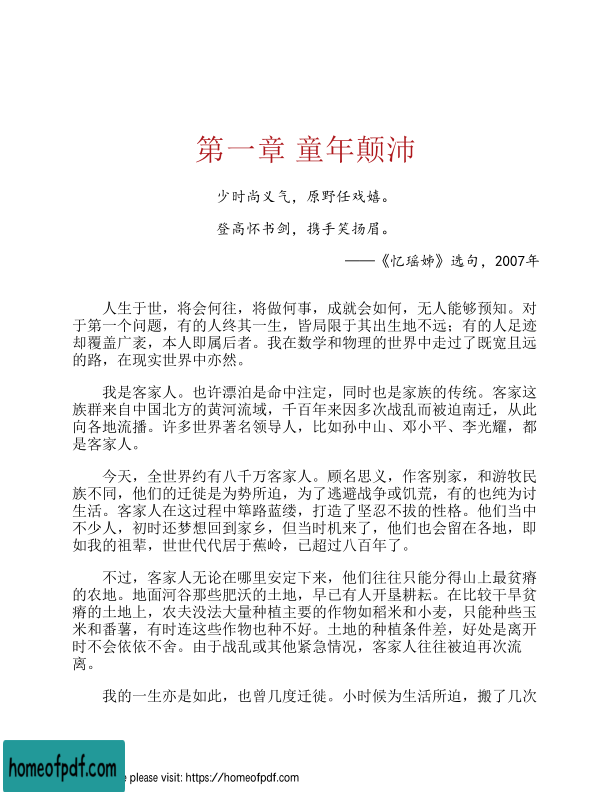 第一章 童年颠沛
少时尚义气，原野任戏嬉。
登高怀书剑，携手笑扬眉。
——《忆瑶姊》选句，2007年
人生于世，将会何往，将做何事，成就会如何，无人能够预知。对
于第一个问题，有的人终其一生，皆局限于其出生地不远；有的人足迹
却覆盖广袤，本人即属后者。我在数学和物理的世界中走过了既宽且远
的路，在现实世界中亦然。
我是客家人。也许漂泊是命中注定，同时也是家族的传统。客家这
族群来自中国北方的黄河流域，千百年来因多次战乱而被迫南迁，从此
向各地流播。许多世界著名领导人，比如孙中山、邓小平、李光耀，都
是客家人。
今天，全世界约有八千万客家人。顾名思义，作客别家，和游牧民
族不同，他们的迁徙是为势所迫，为了逃避战争或饥荒，有的也纯为讨
生活。客家人在这过程中筚路蓝缕，打造了坚忍不拔的性格。他们当中
不少人，初时还梦想回到家乡，但当时机来了，他们也会留在各地，即
如我的祖辈，世世代代居于蕉岭，已超过八百年了。
不过，客家人无论在哪里安定下来，他们往往只能分得山上最贫瘠
的农地。地面河谷那些肥沃的土地，早已有人开垦耕耘。在比较干旱贫
瘠的土地上，农夫没法大量种植主要的作物如稻米和小麦，只能种些玉
米和番薯，有时连这些作物也种不好。土地的种植条件差，好处是离开
时不会依依不舍。由于战乱或其他紧急情况，客家人往往被迫再次流
离。
我的一生亦是如此，也曾几度迁徙。小时候为生活所迫，搬了几次
homeofpdf.com
please visit: https://homeofpdf.com